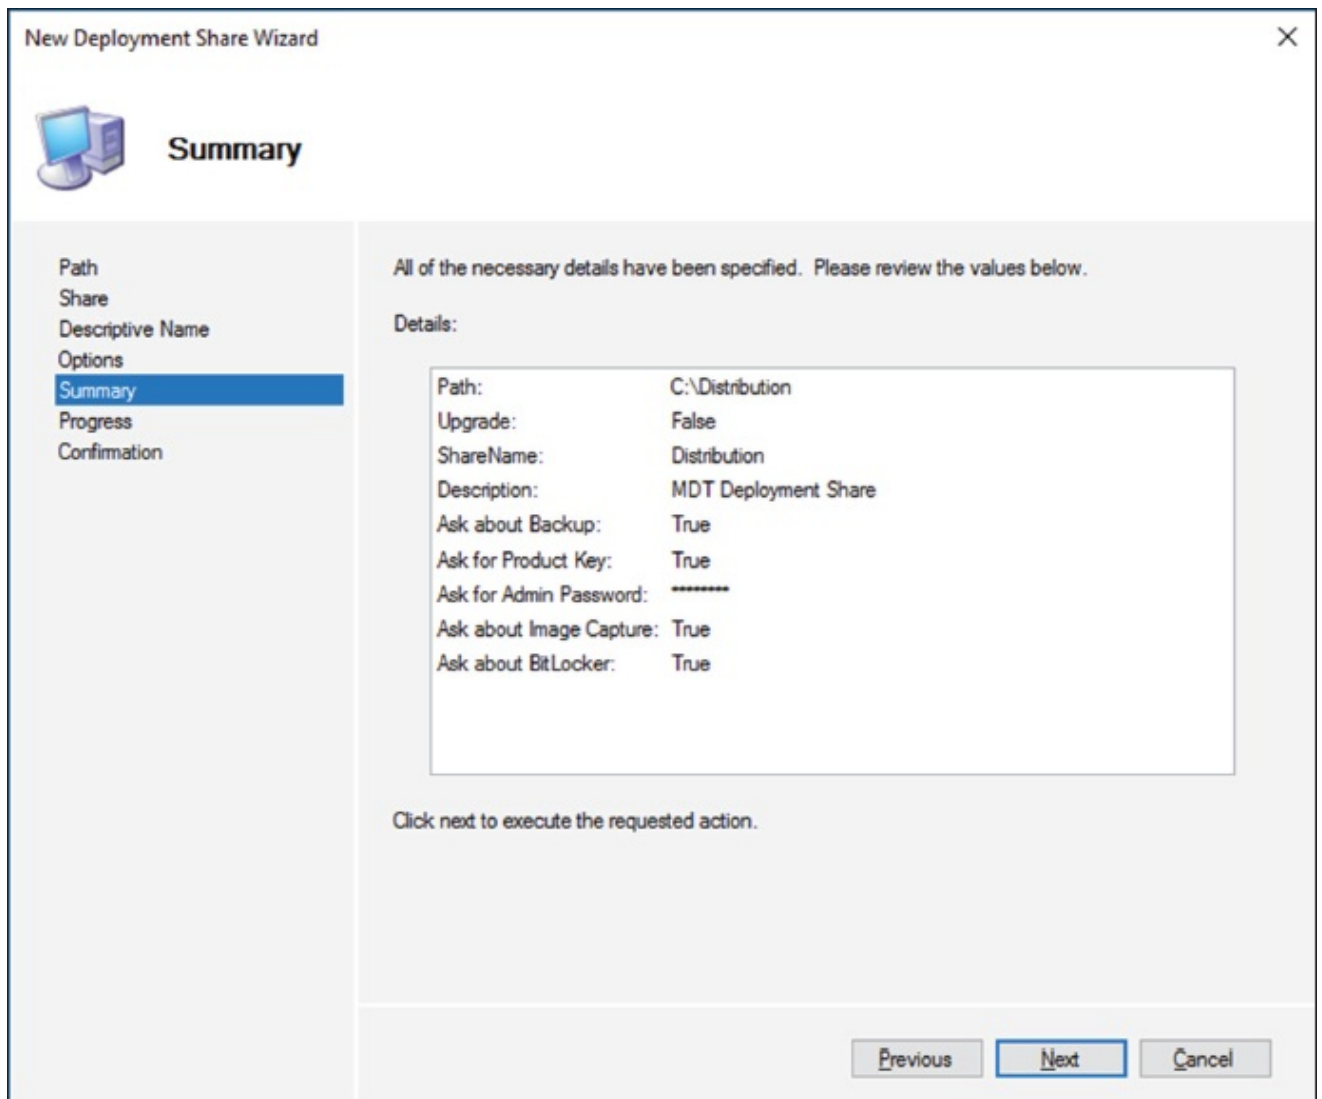 New Deployment Share Wizard
Summary
Path
Share
Descriptive Name
Options
Summary
Progress
Confirmation
All of the necessary details have been specified. Please review the values below.
Details:
Path: C:\Distribution
Upgrade: False
ShareName: Distribution
Description: MDT Deployment Share
Ask about Backup: True
Ask for Product Key: True
Ask for Admin Password: ********
Ask about Image Capture: True
Ask about BitLocker: True
Click next to execute the requested action.
Previous Next Cancel